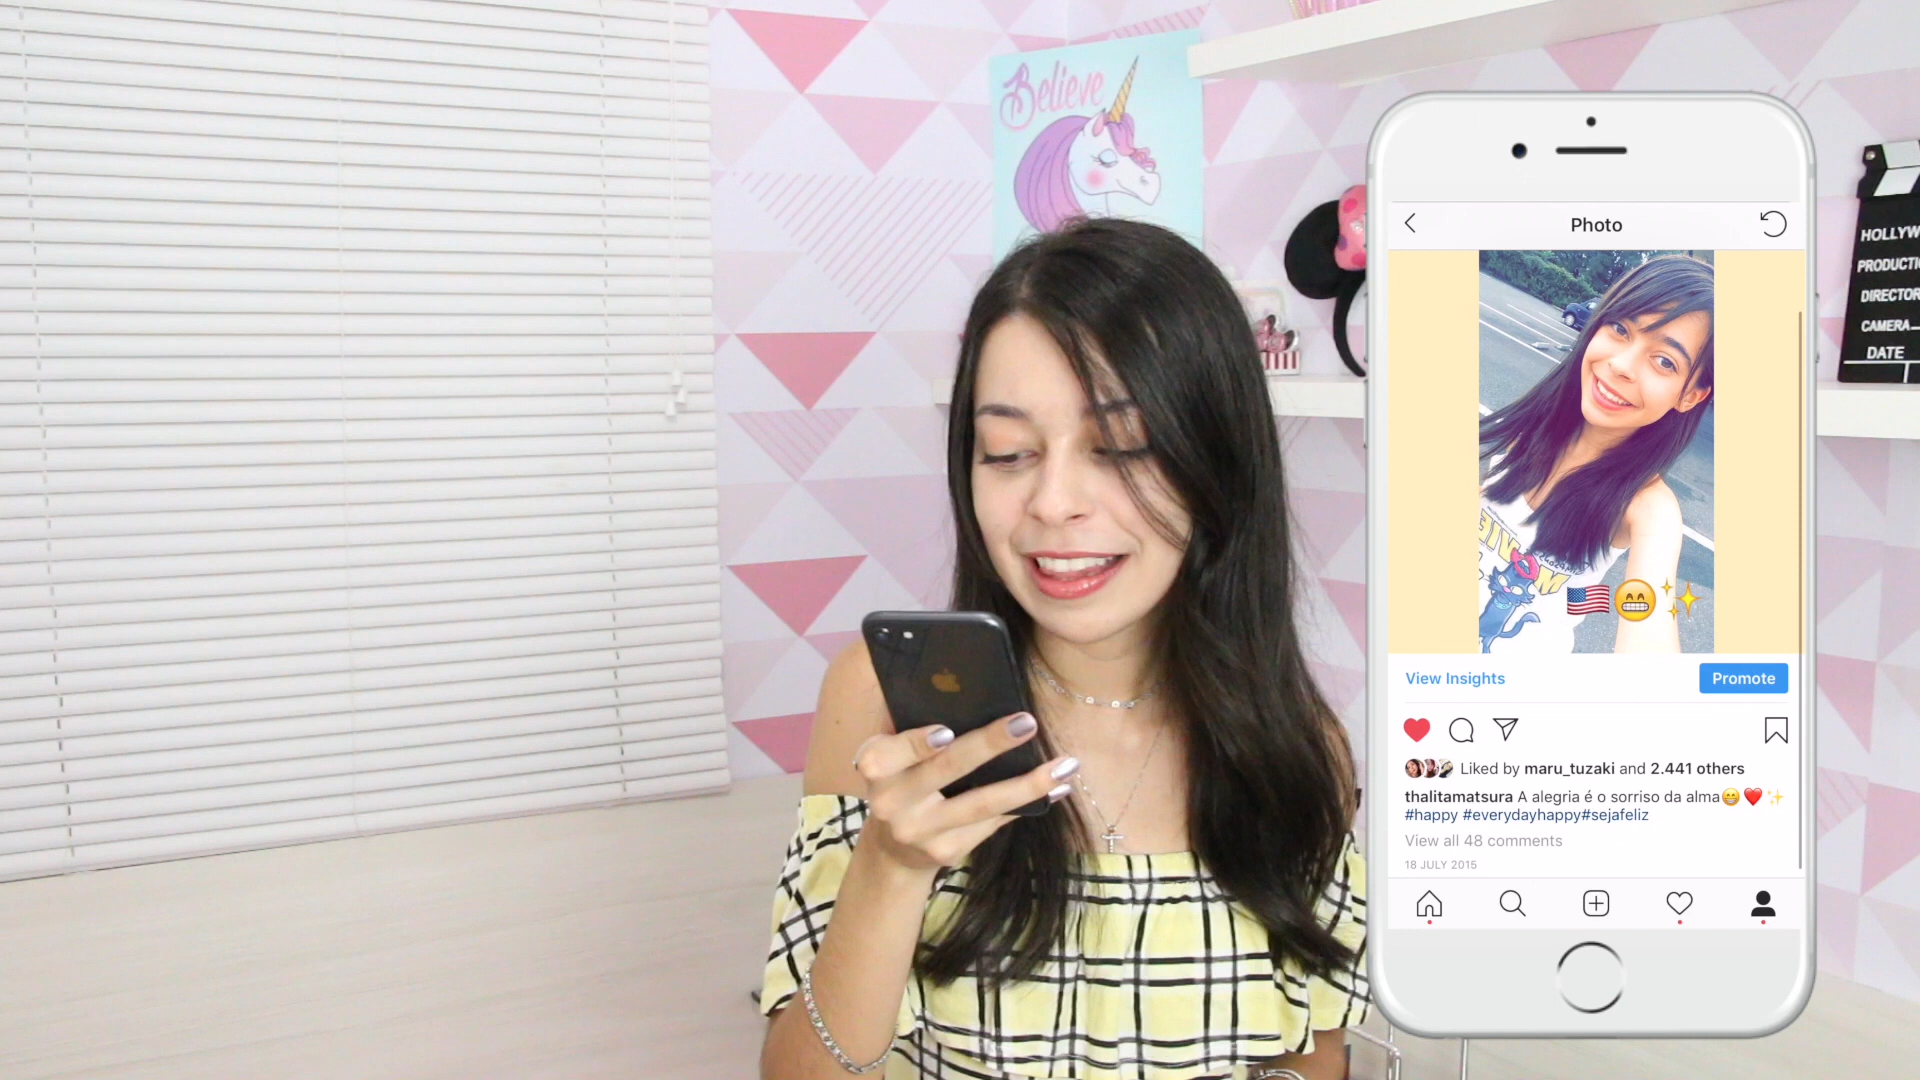 Believe
HOLLYW
PRODUCTI
DIRECTOR
CAMERA
DATE
Photo
View Insights
Promote
Liked by maru_tuzaki and 2.441 others
thalitamatsura A alegria é o sorriso da alma😁❤️✨
#happy #everydayhappy#sejafeliz
View all 48 comments
18 JULY 2015